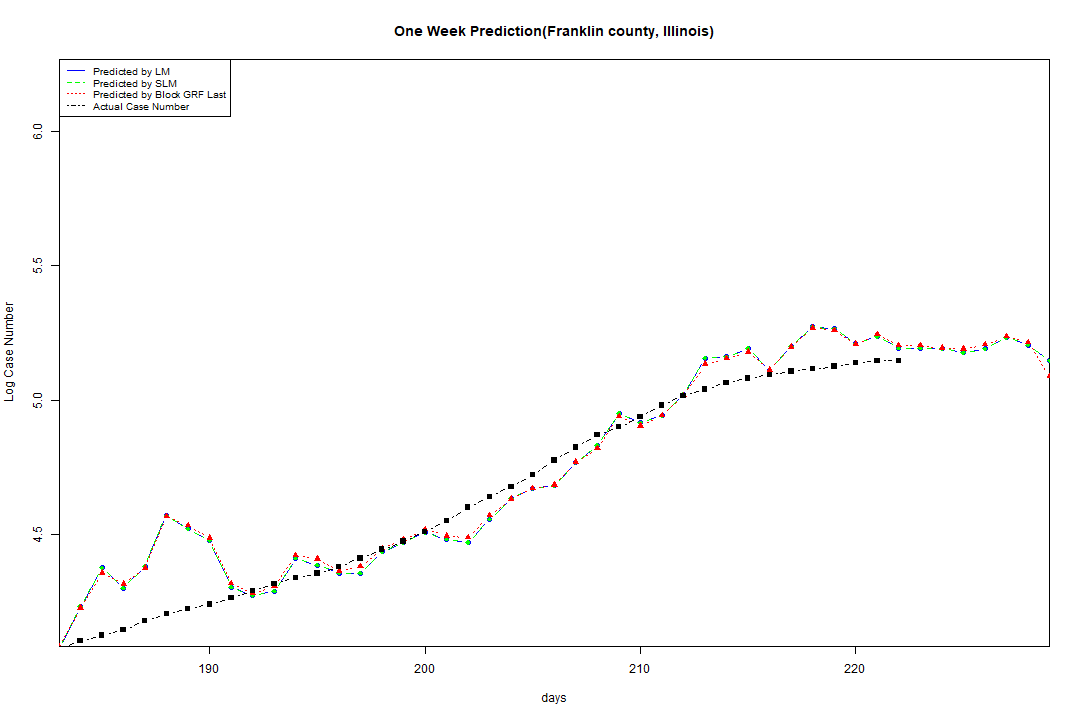 One Week Prediction(Franklin county, Illinois)
Predicted by LM
Predicted by SLM
Predicted by Block GRF Last
Actual Case Number
6.0
5.5
5.0
4.5
Log Case Number
190
200
210
220
days